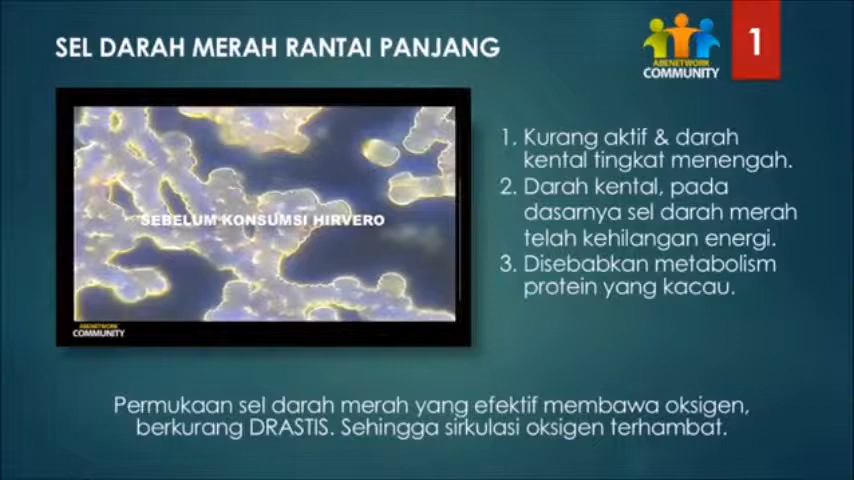 SEL DARAH MERAH RANTAI PANJANG
ABENETWORK
COMMUNITY
1
SEBELUM KONSUMSI HIRVERO
ABENETWORK
COMMUNITY
1. Kurang aktif & darah
kental tingkat menengah.
2. Darah kental, pada
dasarnya sel darah merah
telah kehilangan energi.
3. Disebabkan metabolism
protein yang kacau.
Permukaan sel darah merah yang efektif membawa oksigen,
berkurang DRASTIS. Sehingga sirkulasi oksigen terhambat.